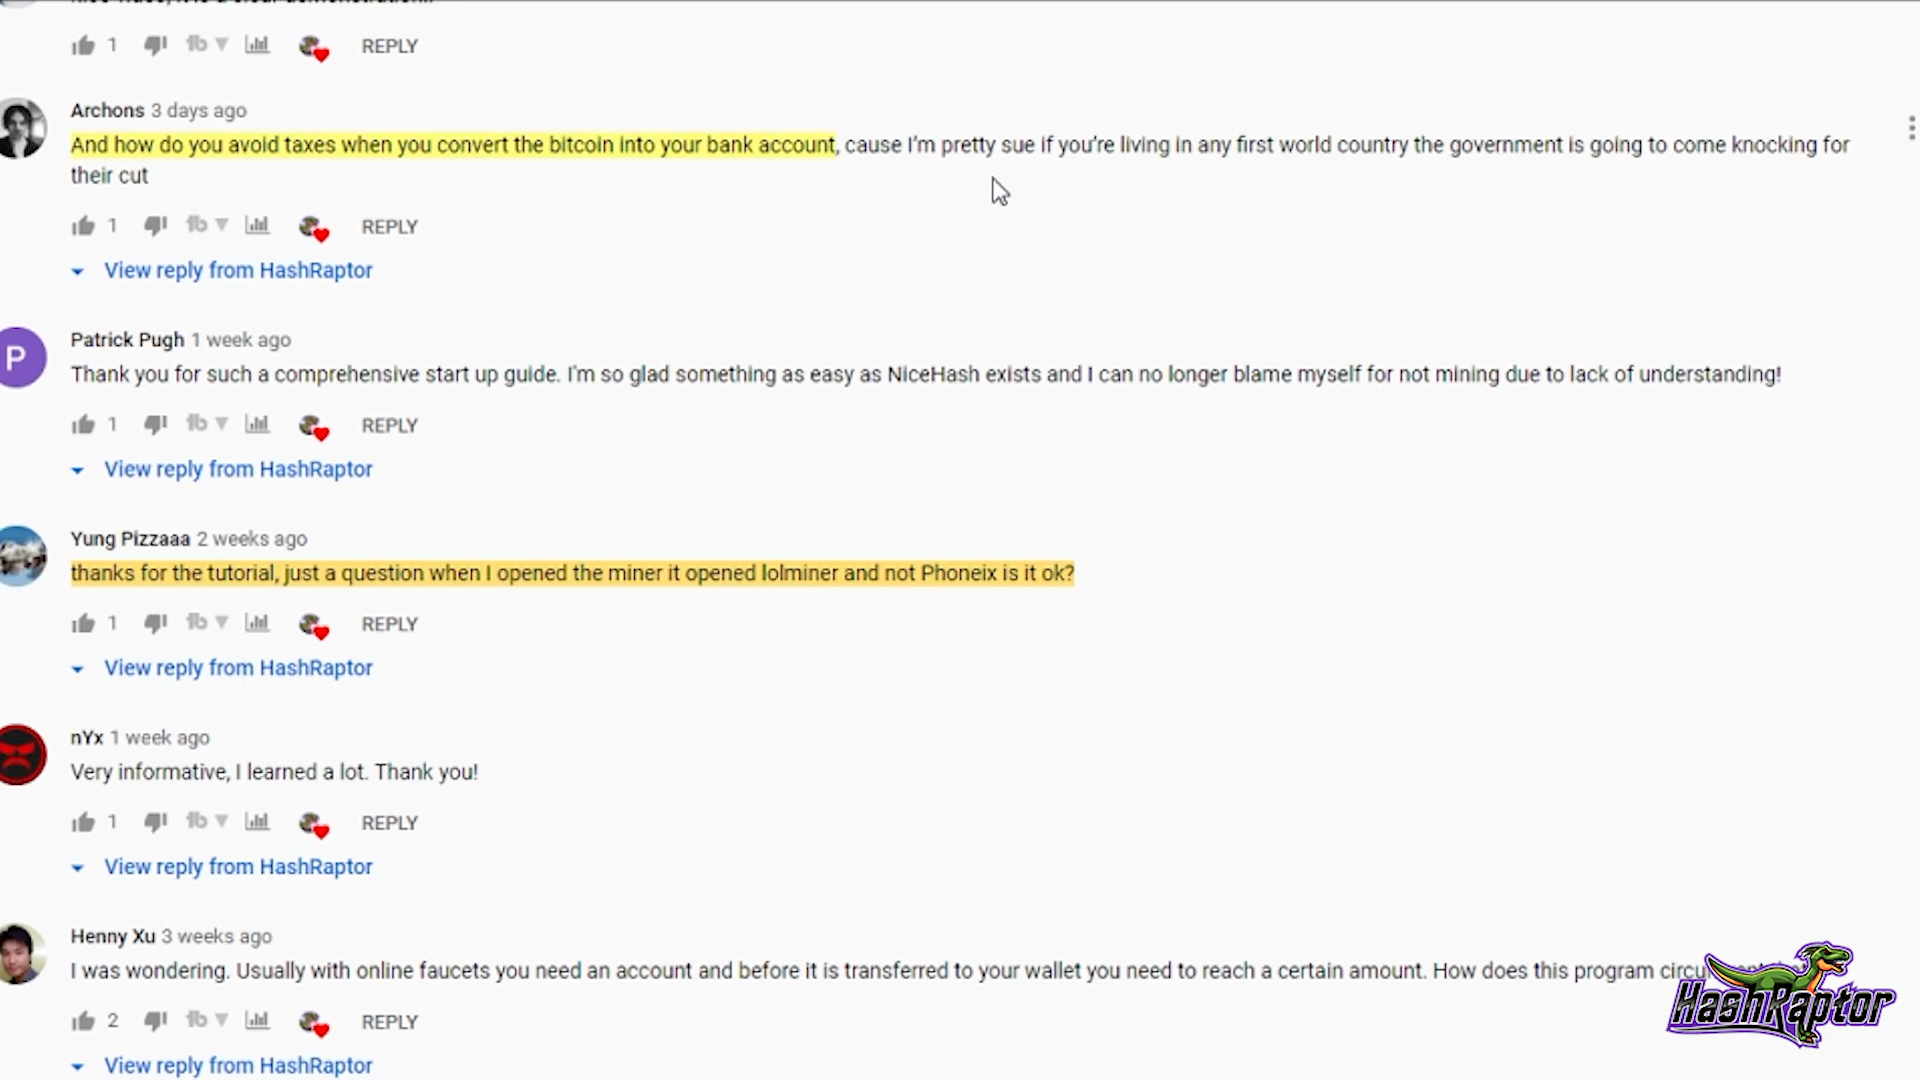 1 REPLY
Archons 3 days ago
And how do you avoid taxes when you convert the bitcoin into your bank account, cause I'm pretty sue if you're living in any first world country the government is going to come knocking for
their cut
1 REPLY
View reply from HashRaptor
P
Patrick Pugh 1 week ago
Thank you for such a comprehensive start up guide. I'm so glad something as easy as NiceHash exists and I can no longer blame myself for not mining due to lack of understanding!
1 REPLY
View reply from HashRaptor
Yung Pizzaaa 2 weeks ago
thanks for the tutorial, just a question when I opened the miner it opened lolminer and not Phoneix is it ok?
1 REPLY
View reply from HashRaptor
nYx 1 week ago
Very informative, I learned a lot. Thank you!
1 REPLY
View reply from HashRaptor
Henny Xu 3 weeks ago
I was wondering. Usually with online faucets you need an account and before it is transferred to your wallet you need to reach a certain amount. How does this program
HashRaptor
2 REPLY
View reply from HashRaptor